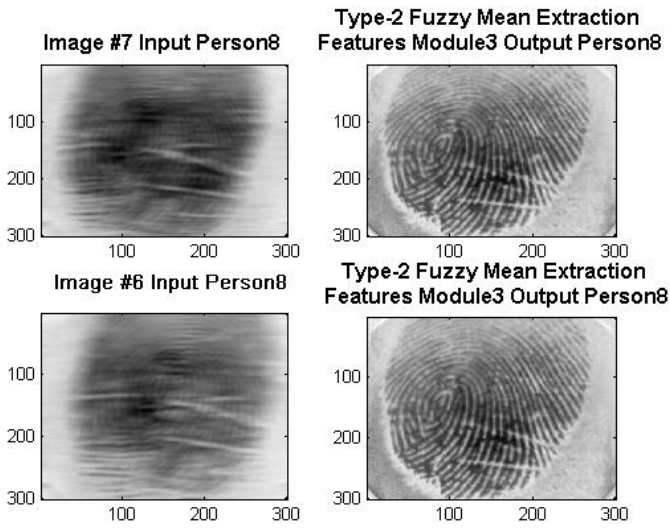 Image #7 Input Person8
Type-2 Fuzzy Mean Extraction
Features Module3 Output Person8
100
200
300
100 200 300
100
200
300
100 200 300
Image #6 Input Person8
Type-2 Fuzzy Mean Extraction
Features Module3 Output Person8
100
200
300
100 200 300
100
200
300
100 200 300